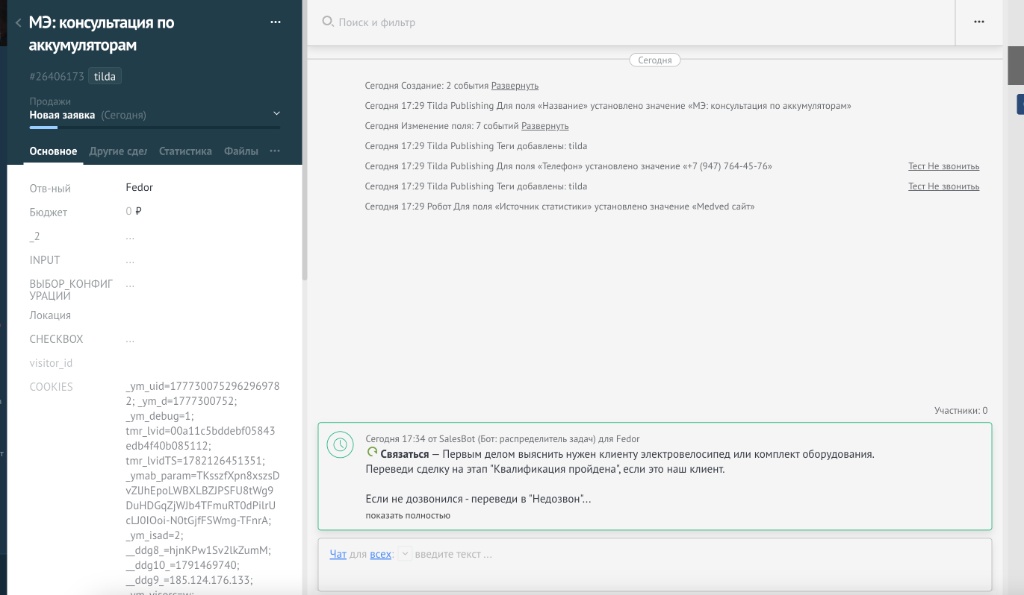 МЭ: консультация по
аккумуляторам
#26406173 tilda
Продажи
Новая заявка (Сегодня)
Основное Другие сдел Статистика Файлы ...
Отв-ный Fedor
Бюджет 0 ₽
_2 ...
INPUT ...
ВЫБОР_КОНФИГ ...
УРАЦИИ
Локация
CHECKBOX ...
visitor_id
COOKIES _ym_uid=177730075296296978
2; _ym_d=1777300752;
_ym_debug=1;
tmr_lvid=00a11c5bddebf05843
edb4f40b085112;
tmr_lvidTS=1782126451351;
_ymab_param=TKsszfXpn8xszsD
vZUhEpoLWBXLBZJPSFU8tWg9
DuHDGqZjWJb4TFmuRT0dPilrU
cLJ0IOoi-N0tGjfFSWmg-TFnrA;
_ym_isad=2;
__ddg8_=hjnKPw1Sv2lkZumM;
__ddg10_=1791469740;
__ddg9_=185.124.176.133;
Поиск и фильтр
Сегодня
Сегодня Создание: 2 события Развернуть
Сегодня 17:29 Tilda Publishing Для поля «Название» установлено значение «МЭ: консультация по аккумуляторам»
Сегодня Изменение поля: 7 событий Развернуть
Сегодня 17:29 Tilda Publishing Теги добавлены: tilda
Сегодня 17:29 Tilda Publishing Для поля «Телефон» установлено значение «+7 (947) 764-45-76» Тест Не звонитьь
Сегодня 17:29 Tilda Publishing Теги добавлены: tilda Тест Не звонитьь
Сегодня 17:29 Робот Для поля «Источник статистики» установлено значение «Medved сайт»
Участники: 0
Сегодня 17:34 от SalesBot (Бот: распределитель задач) для Fedor
Связаться — Первым делом выяснить нужен клиенту электровелосипед или комплект оборудования.
Переведи сделку на этап "Квалификация пройдена", если это наш клиент.
Если не дозвонился - переведи в "Недозвон"...
показать полностью
Чат для всех: введите текст ...